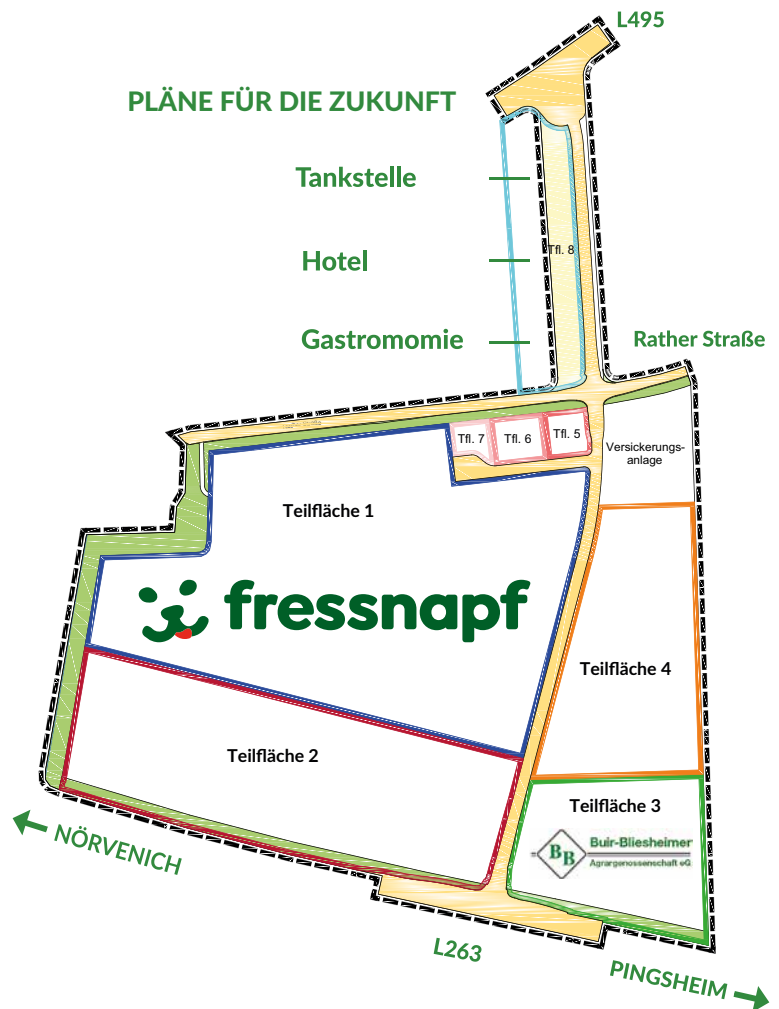 L495
PLÄNE FÜR DIE ZUKUNFT
Tankstelle
Tfl. 8
Hotel
Gastromomie
Rather Straße
Tfl. 7
Tfl. 6
Tfl. 5
Versickerungs-
anlage
Teilfläche 1
fressnapf
Teilfläche 4
Teilfläche 2
Teilfläche 3
BB
Buir-Bliesheimer
Agrargenossenschaft eG
NÖRVENICH
L263
PINGSHEIM